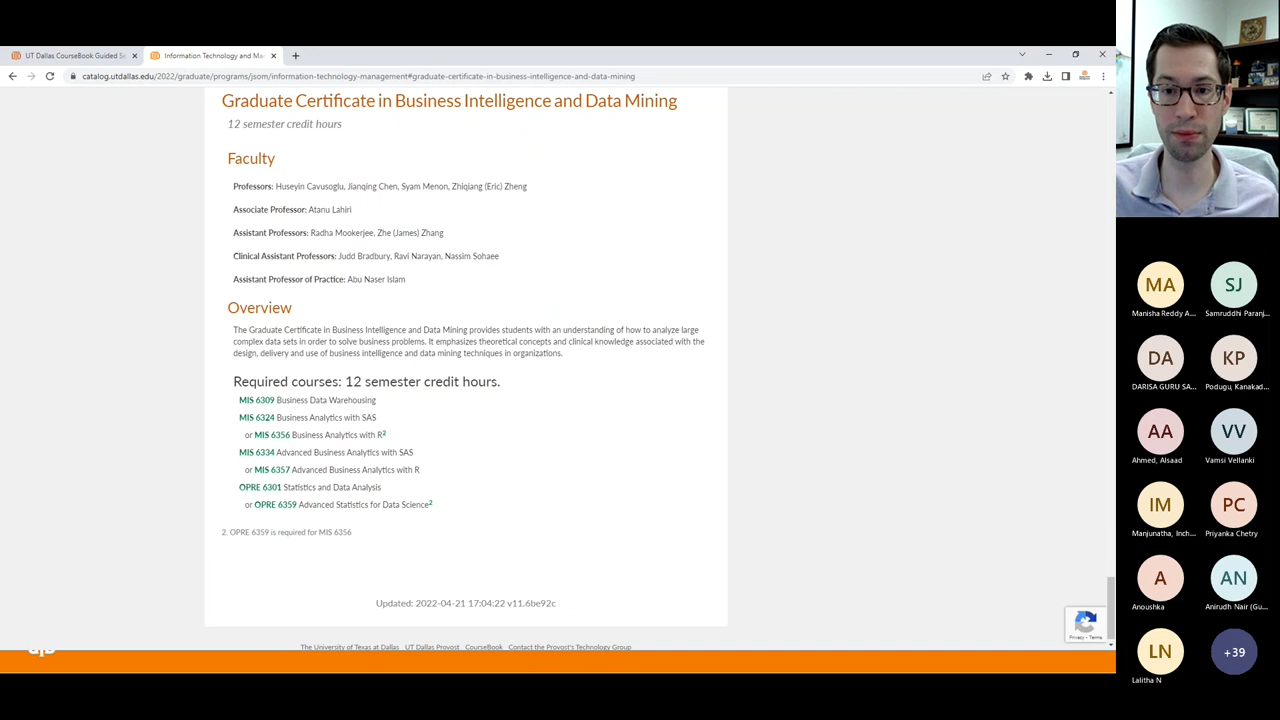 UT Dallas CourseBook Guided Se
Information Technology and Ma
catalog.utdallas.edu/2022/graduate/programs/jsom/information-technology-management#graduate-certificate-in-business-intelligence-and-data-mining
Graduate Certificate in Business Intelligence and Data Mining
12 semester credit hours
Faculty
Professors: Huseyin Cavusoglu, Jianqing Chen, Syam Menon, Zhiqiang (Eric) Zheng
Associate Professor: Atanu Lahiri
Assistant Professors: Radha Mookerjee, Zhe (James) Zhang
Clinical Assistant Professors: Judd Bradbury, Ravi Narayan, Nassim Sohaee
Assistant Professor of Practice: Abu Naser Islam
Overview
The Graduate Certificate in Business Intelligence and Data Mining provides students with an understanding of how to analyze large
complex data sets in order to solve business problems. It emphasizes theoretical concepts and clinical knowledge associated with the
design, delivery and use of business intelligence and data mining techniques in organizations.
Required courses: 12 semester credit hours.
MIS 6309 Business Data Warehousing
MIS 6324 Business Analytics with SAS
or MIS 6356 Business Analytics with R2
MIS 6334 Advanced Business Analytics with SAS
or MIS 6357 Advanced Business Analytics with R
OPRE 6301 Statistics and Data Analysis
or OPRE 6359 Advanced Statistics for Data Science2
2. OPRE 6359 is required for MIS 6356
Updated: 2022-04-21 17:04:22 v11.6be92c
Privacy - Terms
The University of Texas at Dallas UT Dallas Provost CourseBook Contact the Provost's Technology Group
MA SJ
Manisha Reddy A... Samruddhi Paranj...
DA KP
DARISA GURU SA... Podugu, Kanakad...
AA VV
Ahmed, Alsaad Vamsi Vellanki
IM PC
Manjunatha, Inch... Priyanka Chetry
A AN
Anoushka Anirudh Nair (Gu...
LN +39
Lalitha N